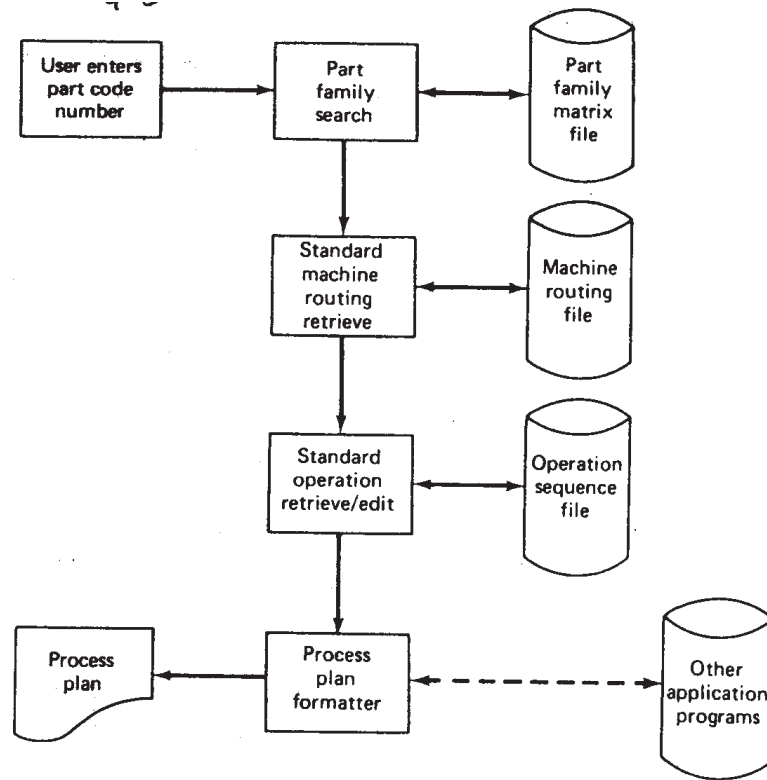 User enters
part code
number
Part
family
search
Part
family
matrix
file
Standard
machine
routing
retrieve
Machine
routing
file
Standard
operation
retrieve/edit
Operation
sequence
file
Process
plan
Process
plan
formatter
Other
application
programs